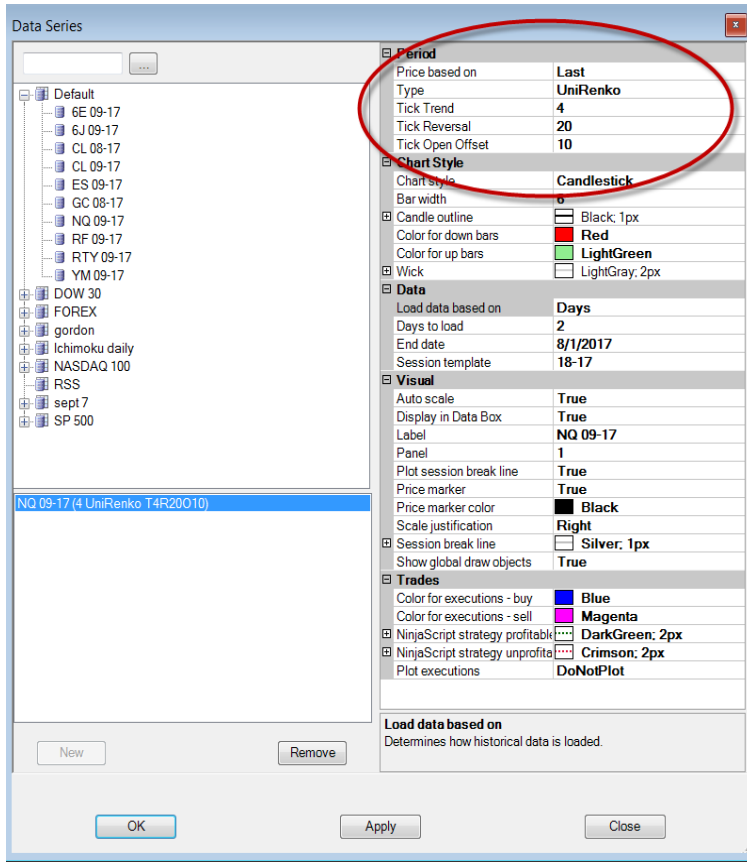 Data Series
x
...
Default
6E 09-17
6J 09-17
CL 08-17
CL 09-17
ES 09-17
GC 08-17
NQ 09-17
RF 09-17
RTY 09-17
YM 09-17
DOW 30
FOREX
gordon
Ichimoku daily
NASDAQ 100
RSS
sept 7
SP 500
NQ 09-17 (4 UniRenko T4R20O10)
New
Remove
Period
Price based on Last
Type UniRenko
Tick Trend 4
Tick Reversal 20
Tick Open Offset 10
Chart Style
Chart style Candlestick
Bar width 6
Candle outline Black; 1px
Color for down bars Red
Color for up bars LightGreen
Wick LightGray; 2px
Data
Load data based on Days
Days to load 2
End date 8/1/2017
Session template 18-17
Visual
Auto scale True
Display in Data Box True
Label NQ 09-17
Panel 1
Plot session break line True
Price marker True
Price marker color Black
Scale justification Right
Session break line Silver; 1px
Show global draw objects True
Trades
Color for executions - buy Blue
Color for executions - sell Magenta
NinjaScript strategy profitable DarkGreen; 2px
NinjaScript strategy unprofita Crimson; 2px
Plot executions DoNotPlot
Load data based on
Determines how historical data is loaded.
OK
Apply
Close